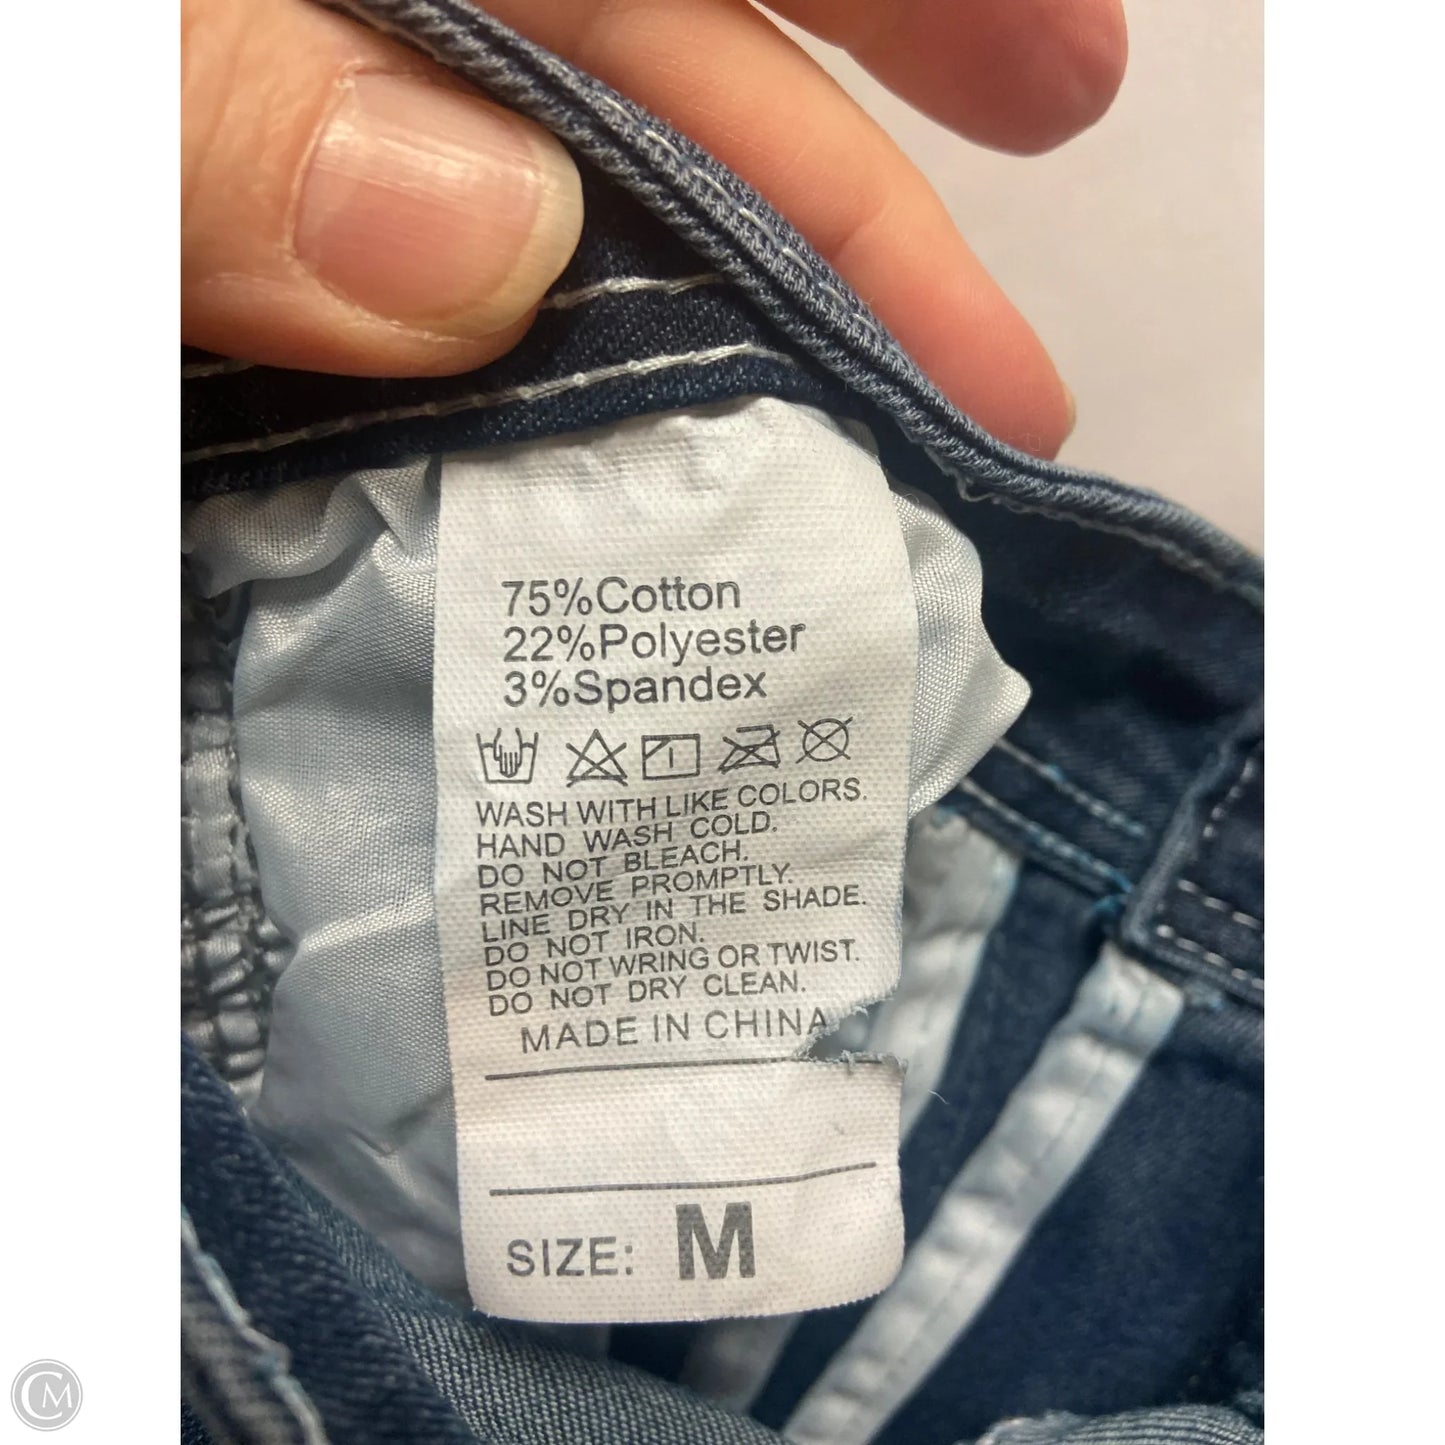 75%Cotton
22%Polyester
3%Spandex
WASH WITH LIKE COLORS.
HAND WASH COLD.
DO NOT BLEACH.
REMOVE PROMPTLY.
LINE DRY IN THE SHADE.
DO NOT IRON.
DO NOT WRING OR TWIST.
DO NOT DRY CLEAN.
MADE IN CHINA
SIZE: M
CM